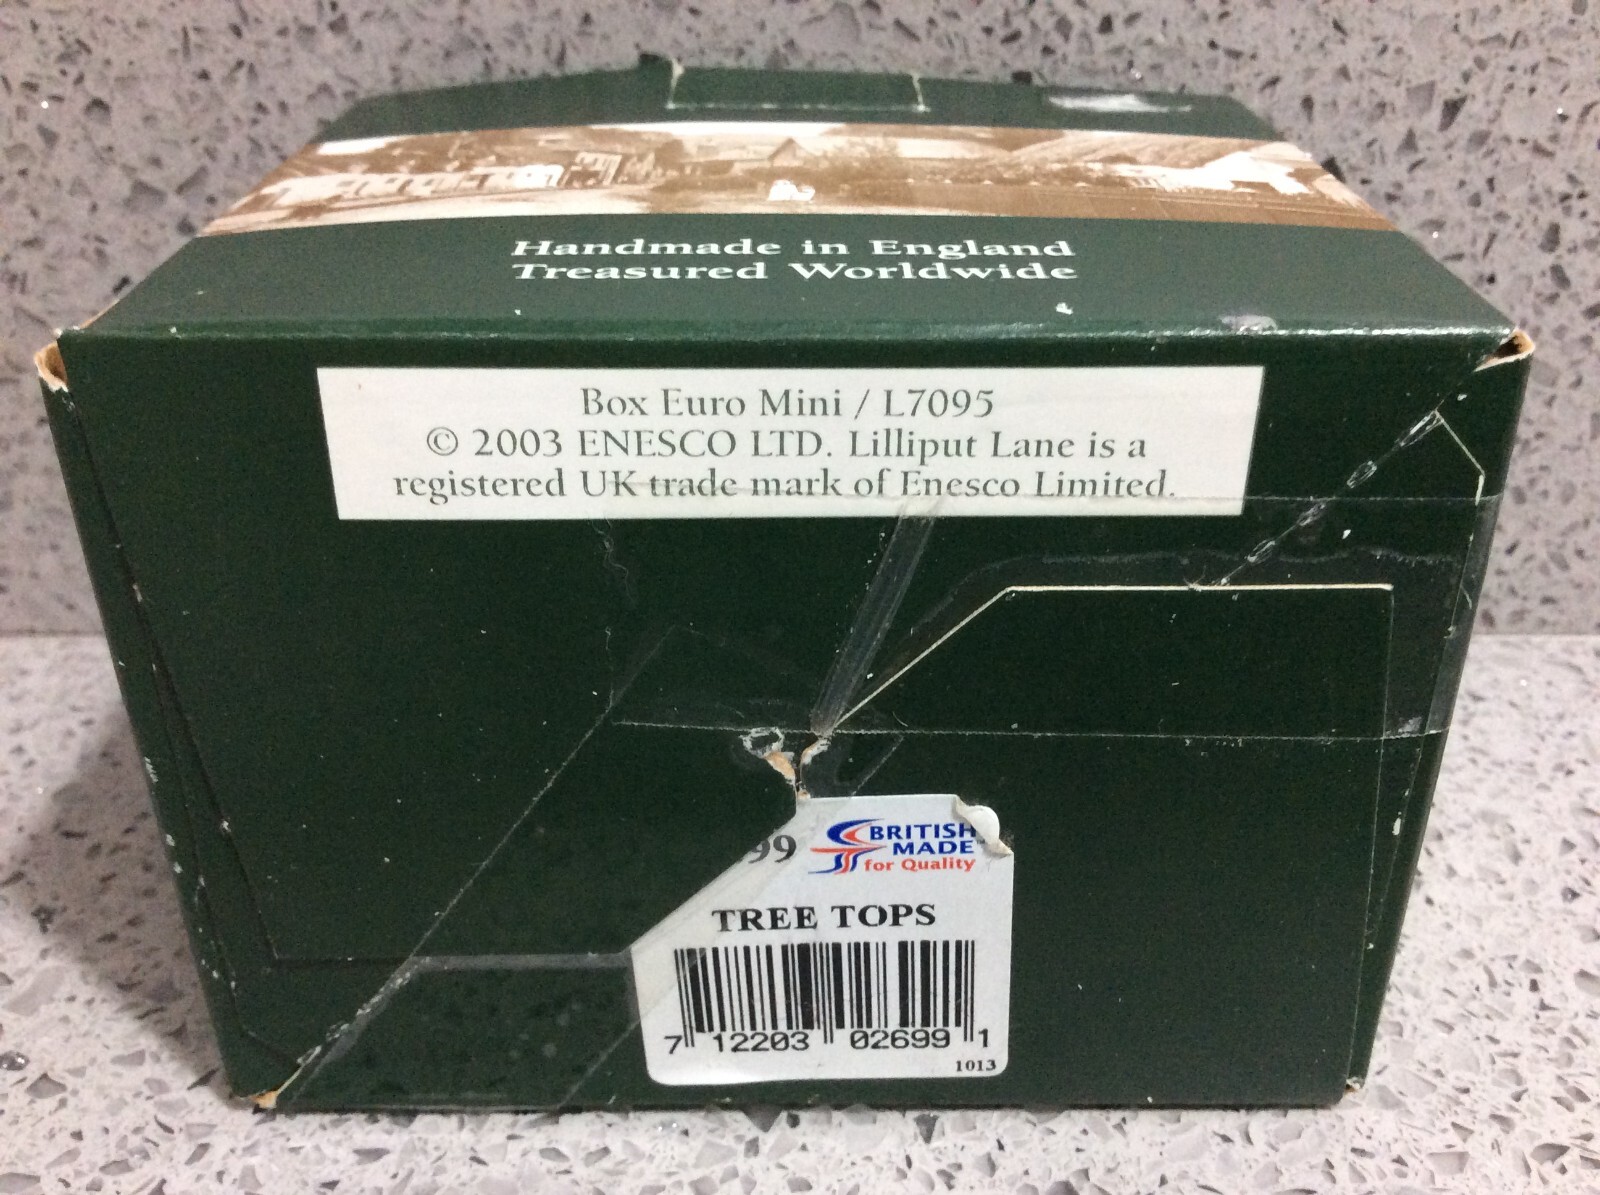 Handmade in England
Treasured Worldwide
Box Euro Mini / L7095
© 2003 ENESCO LTD. Lilliput Lane is a
registered UK trade mark of Enesco Limited.
99
BRITISH
MADE
for Quality
TREE TOPS
7 12203 02699 1
1013